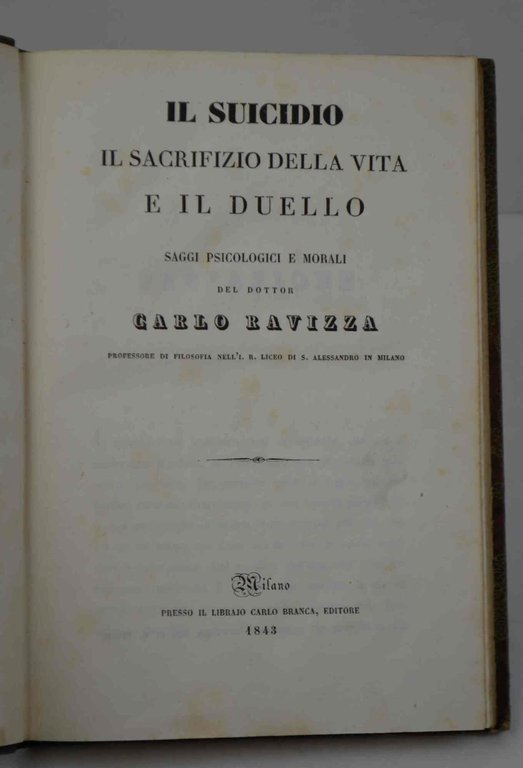 IL SUICIDIO
IL SACRIFIZIO DELLA VITA
E IL DUELLO
SAGGI PSICOLOGICI E MORALI
DEL DOTTOR
CARLO RAVIZZA
PROFESSORE DI FILOSOFIA NELL'I. R. LICEO DI S. ALESSANDRO IN MILANO
Milano
PRESSO IL LIBRAJO CARLO BRANCA, EDITORE
1843